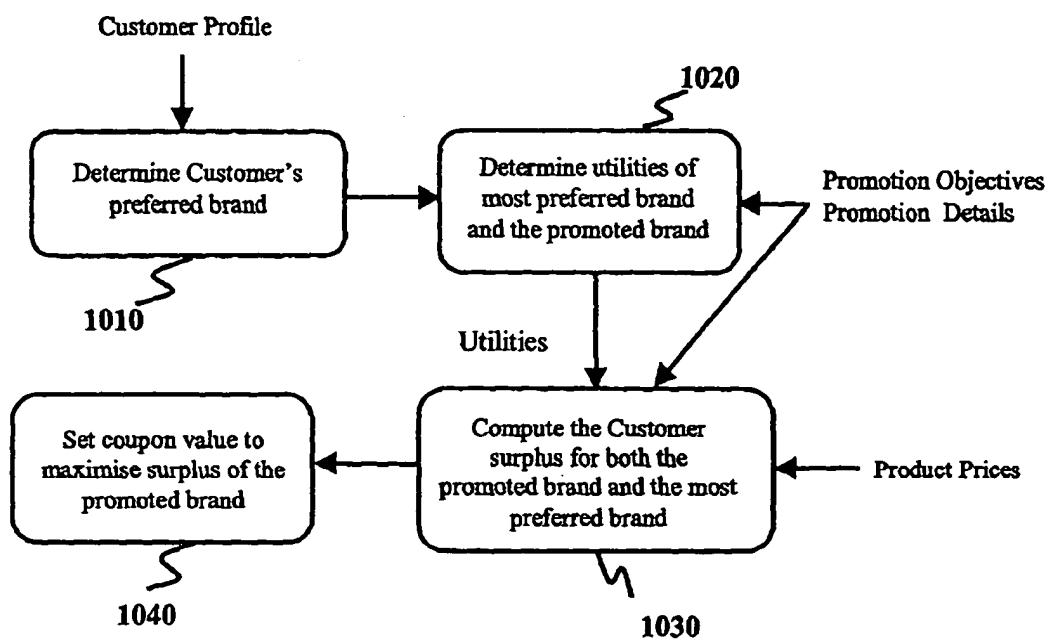 Customer Profile
1020
Determine Customer's
preferred brand
Determine utilities of
most preferred brand
and the promoted brand
Promotion Objectives
Promotion Details
1010
Utilities
Set coupon value to
maximise surplus of the
promoted brand
Compute the Customer
surplus for both the
promoted brand and the most
preferred brand
Product Prices
1040
1030